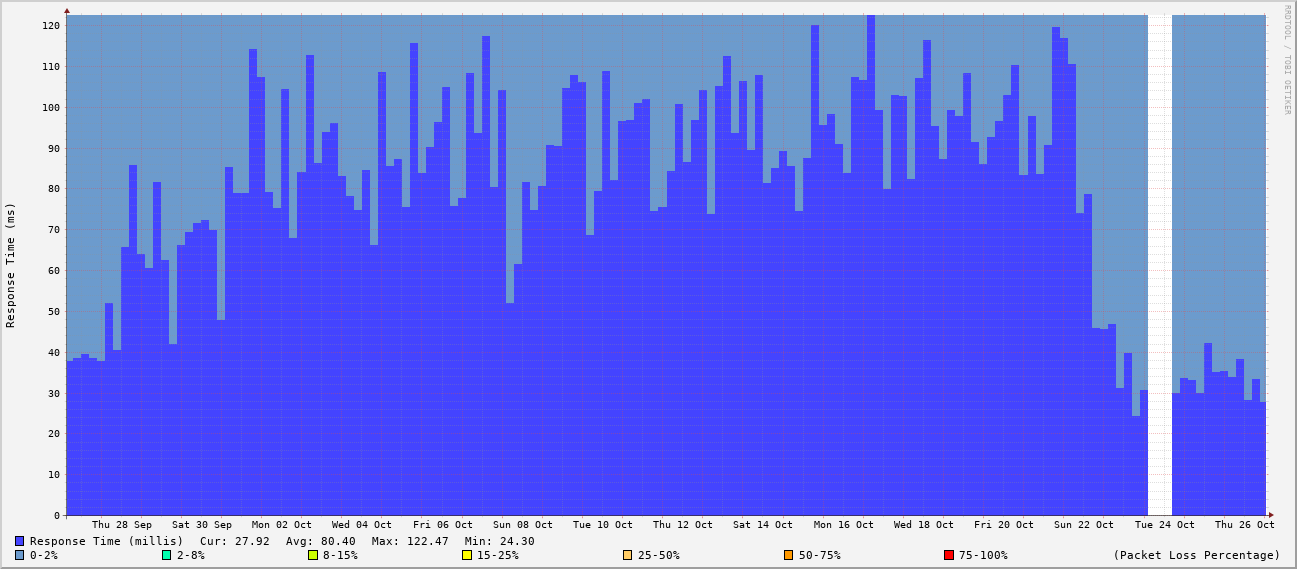 RRDTOOL / TOBI OETIKER
Response Time (ms)
120
110
100
90
80
70
60
50
40
30
20
10
0
Thu 28 Sep Sat 30 Sep Mon 02 Oct Wed 04 Oct Fri 06 Oct Sun 08 Oct Tue 10 Oct Thu 12 Oct Sat 14 Oct Mon 16 Oct Wed 18 Oct Fri 20 Oct Sun 22 Oct Tue 24 Oct Thu 26 Oct
Response Time (millis) Cur: 27.92 Avg: 80.40 Max: 122.47 Min: 24.30
0-2% 2-8% 8-15% 15-25% 25-50% 50-75% 75-100% (Packet Loss Percentage)